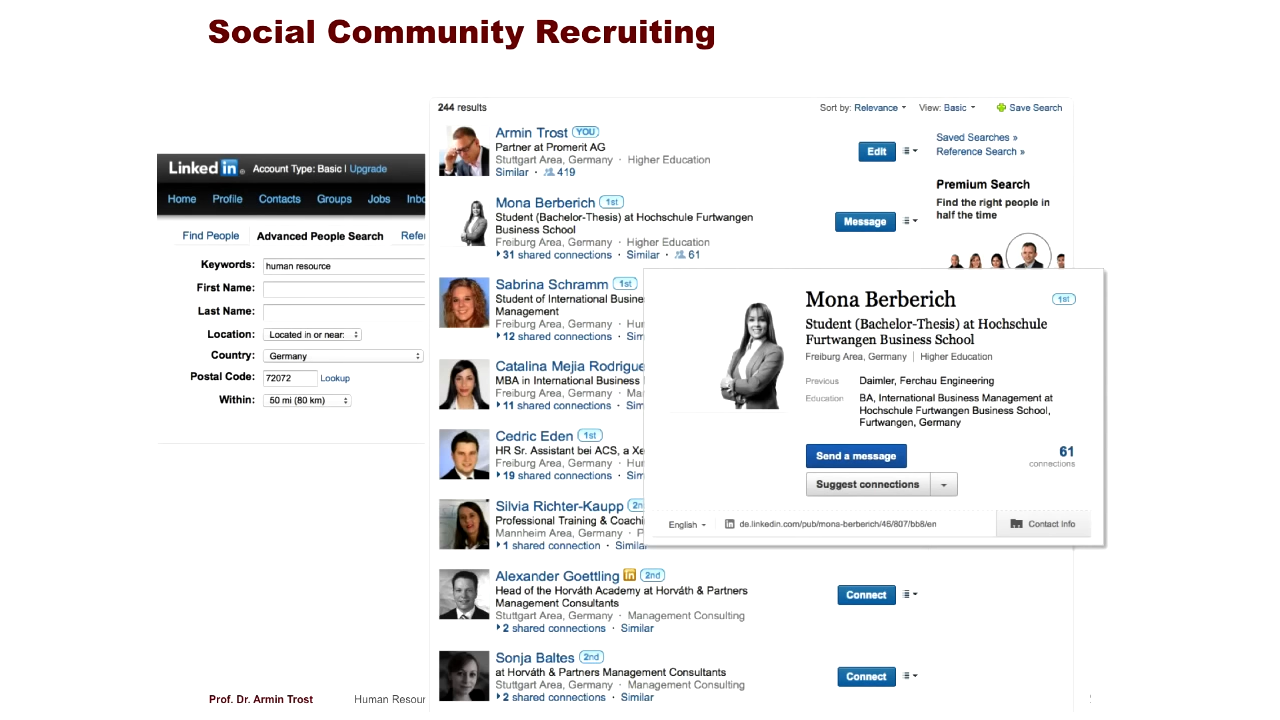 Social Community Recruiting
244 results
Sort by: Relevance
View: Basic
Save Search
Linked in
Account Type: Basic | Upgrade
Home Profile Contacts Groups Jobs
Find People Advanced People Search
Keywords: human resource
First Name:
Last Name:
Location: Located in or near:
Country: Germany
Postal Code: 72072 Lookup
Within: 50 mi (80 km)
Armin Trost YOU
Partner at Promerit AG
Stuttgart Area, Germany · Higher Education
Similar · 419
Edit
Mona Berberich 1st
Student (Bachelor-Thesis) at Hochschule Furtwangen
Business School
Freiburg Area, Germany · Higher Education
31 shared connections · Similar · 61
Message
Sabrina Schramm 1st
Student of International Busine
Management
Freiburg Area, Germany · Hu
12 shared connections · Sim
Catalina Mejia Rodrigue
MBA in International Business
Freiburg Area, Germany · Ma
11 shared connections · Sim
Cedric Eden 1st
HR Sr. Assistant bei ACS, a Xe
Freiburg Area, Germany · Hu
19 shared connections · Sim
Silvia Richter-Kaupp 2n
Professional Training & Coachi
Mannheim Area, Germany · P
1 shared connection · Simila
Alexander Goettling in 2nd
Head of the Horváth Academy at Horváth & Partners
Management Consultants
Stuttgart Area, Germany · Management Consulting
2 shared connections · Similar
Connect
Sonja Baltes 2nd
at Horváth & Partners Management Consultants
Stuttgart Area, Germany · Management Consulting
2 shared connections · Similar
Connect
Saved Searches »
Reference Search »
Premium Search
Find the right people in
half the time
Mona Berberich 1st
Student (Bachelor-Thesis) at Hochschule
Furtwangen Business School
Freiburg Area, Germany | Higher Education
Previous Daimler, Ferchau Engineering
Education BA, International Business Management at
Hochschule Furtwangen Business School,
Furtwangen, Germany
Send a message
61
connections
Suggest connections
English
in de.linkedin.com/pub/mona-berberich/46/807/bb8/en
Contact Info
Prof. Dr. Armin Trost
Human Resour